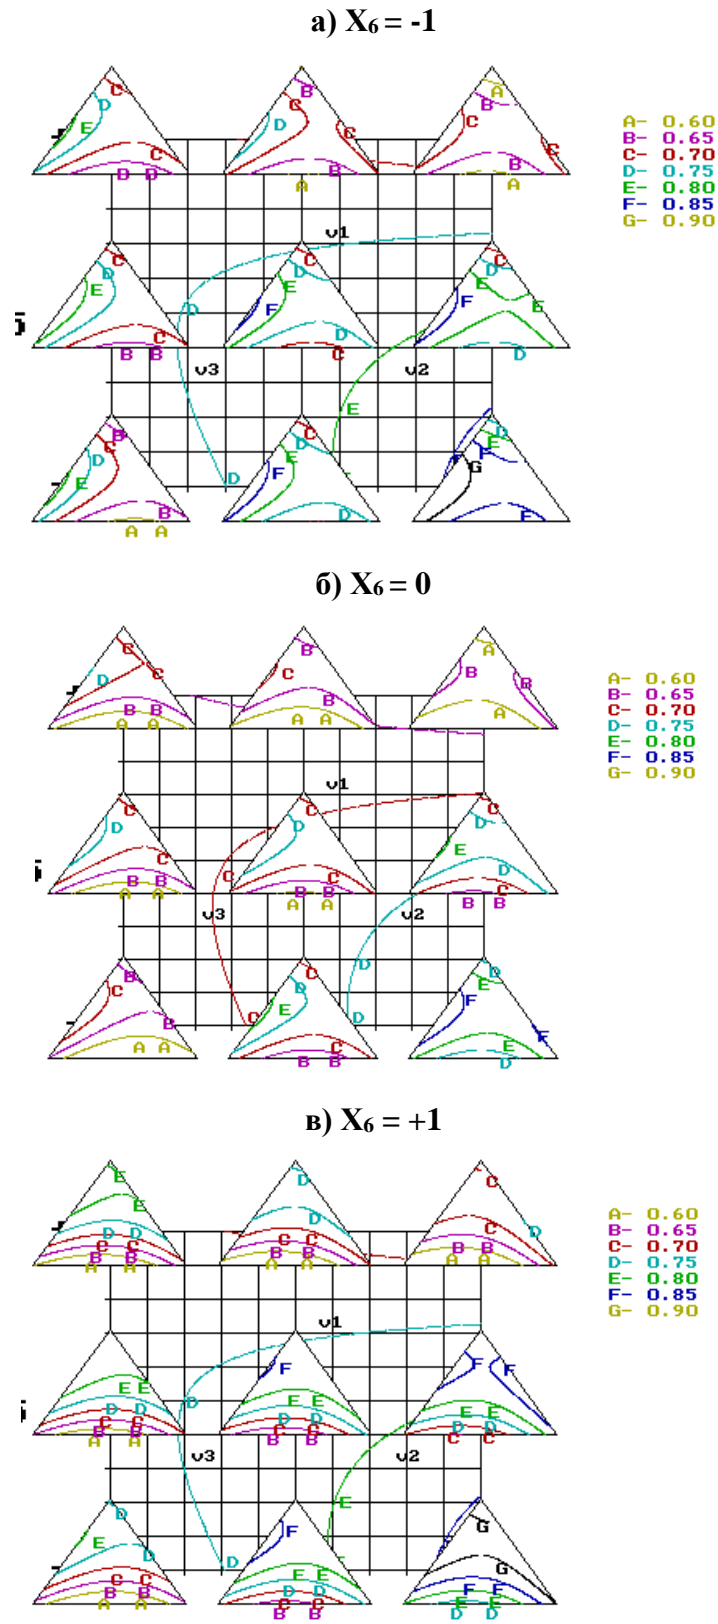 а) X₆ = -1
C B A
D C B
E D C C C
C B B
B B A A
A- 0.60
B- 0.65
C- 0.70
D- 0.75
E- 0.80
F- 0.85
G- 0.90
v1
C C C
D D D
E E E
D F F E
C D D
B B C
v3 v2
E
B C D
C D E
D E F
E F G
D
B D F
A A
б) X₆ = 0
C B A
D C C B B
B B B A
A A A A
A- 0.60
B- 0.65
C- 0.70
D- 0.75
E- 0.80
F- 0.85
G- 0.90
v1
C C C
D D D
C E
C D
B B B B C
A A A A B B
v3 v2
D
B C D
C D E
E F
C D
B F
A A C E
B B D
в) X₆ = +1
E D C
E D C D
D D C C B B
C C B B A A
B B A A
A A
A- 0.60
B- 0.65
C- 0.70
D- 0.75
E- 0.80
F- 0.85
G- 0.90
v1
F F F
E E E E E E
D D D D D D
C C C C C C
B B B B
A A
v3 v2
E
D
E F G
D D G
C C E E F F
B B D D E E
A A C C D D
B B